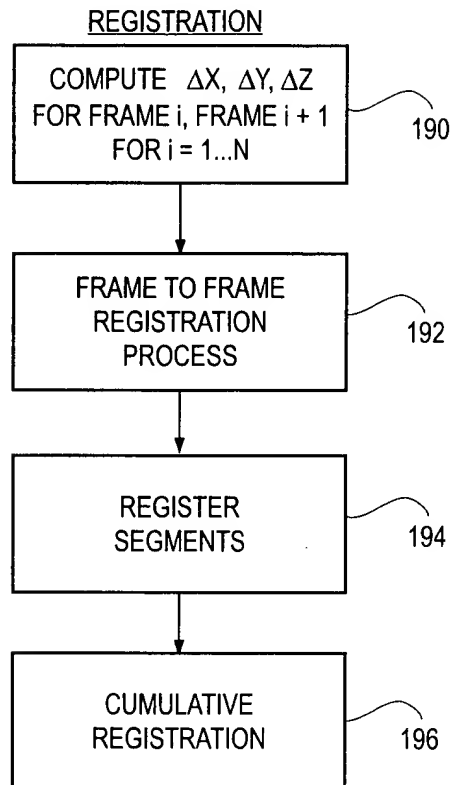 REGISTRATION
COMPUTE ΔX, ΔY, ΔZ
FOR FRAME i, FRAME i + 1
FOR i = 1...N
190
FRAME TO FRAME
REGISTRATION
PROCESS
192
REGISTER
SEGMENTS
194
CUMULATIVE
REGISTRATION
196